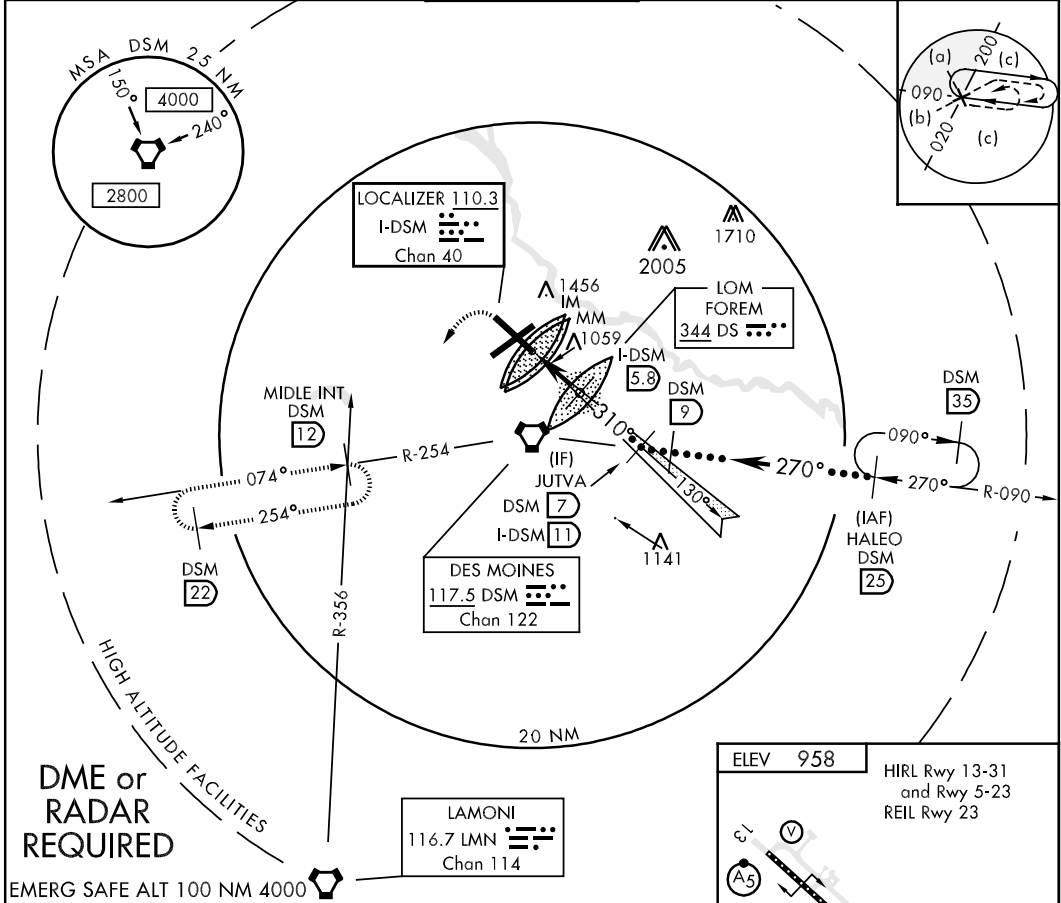 MSA DSM 25 NM
150°
4000
240°
2800
(a)
200
(c)
090
(b)
020
(c)
LOCALIZER 110.3
I-DSM
Chan 40
1710
2005
1456
IM
MM
1059
LOM
FOREM
344 DS
I-DSM
5.8
DSM
9
310°
MIDLE INT
DSM
12
DSM
35
090°
R-254
074°
254°
270°
270°
R-090
(IF)
JUTVA
DSM 7
I-DSM 11
130°
1141
(IAF)
HALEO
DSM
25
DSM
22
DES MOINES
117.5 DSM
Chan 122
R-356
HIGH ALTITUDE FACILITIES
20 NM
DME or
RADAR
REQUIRED
EMERG SAFE ALT 100 NM 4000
LAMONI
116.7 LMN
Chan 114
ELEV 958
HIRL Rwy 13-31
and Rwy 5-23
REIL Rwy 23
13
V
A5